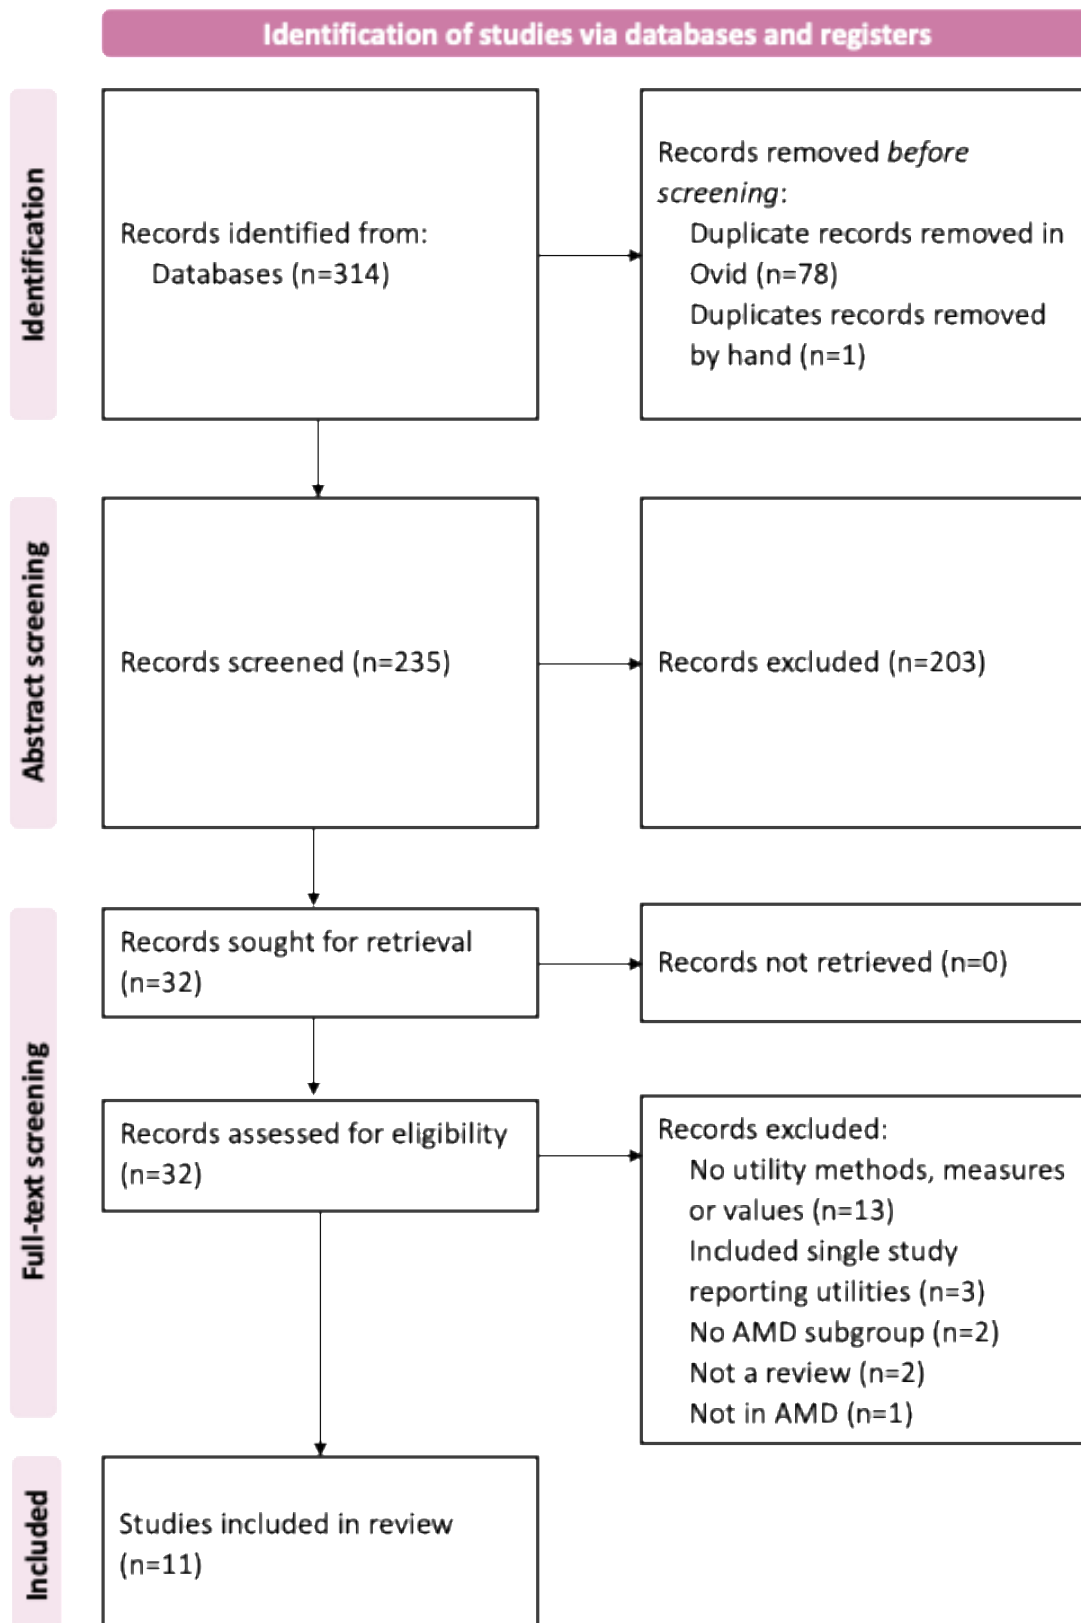 Identification of studies via databases and registers
Identification
Records identified from:
Databases (n=314)
Records removed before
screening:
Duplicate records removed in
Ovid (n=78)
Duplicates records removed
by hand (n=1)
Abstract screening
Records screened (n=235)
Records excluded (n=203)
Full-text screening
Records sought for retrieval
(n=32)
Records not retrieved (n=0)
Records assessed for eligibility
(n=32)
Records excluded:
No utility methods, measures
or values (n=13)
Included single study
reporting utilities (n=3)
No AMD subgroup (n=2)
Not a review (n=2)
Not in AMD (n=1)
Included
Studies included in review
(n=11)